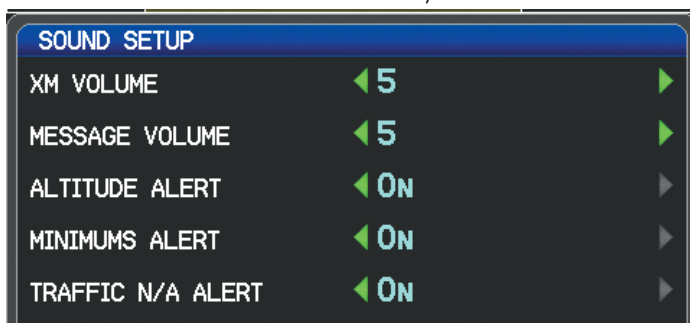 SOUND SETUP
XM VOLUME 5
MESSAGE VOLUME 5
ALTITUDE ALERT ON
MINIMUMS ALERT ON
TRAFFIC N/A ALERT ON